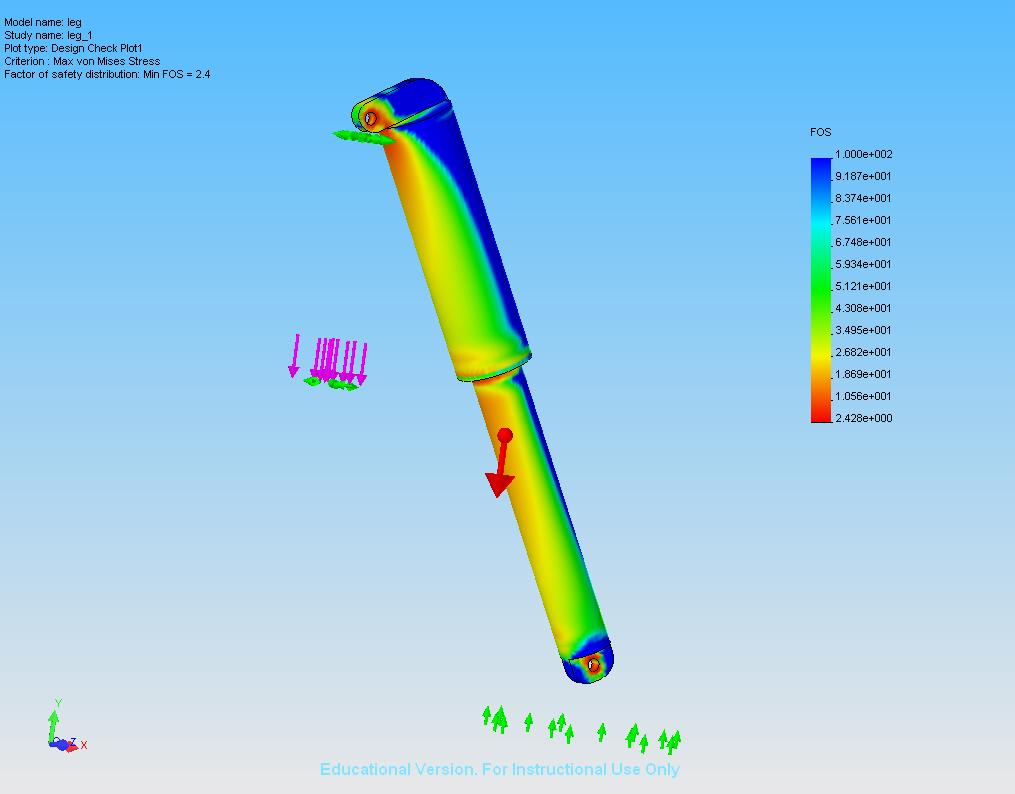 Model name: leg
Study name: leg_1
Plot type: Design Check Plot1
Criterion : Max von Mises Stress
Factor of safety distribution: Min FOS = 2.4
FOS
1.000e+002
9.187e+001
8.374e+001
7.561e+001
6.748e+001
5.934e+001
5.121e+001
4.308e+001
3.495e+001
2.682e+001
1.869e+001
1.056e+001
2.428e+000
Y
Z
X
Educational Version. For Instructional Use Only